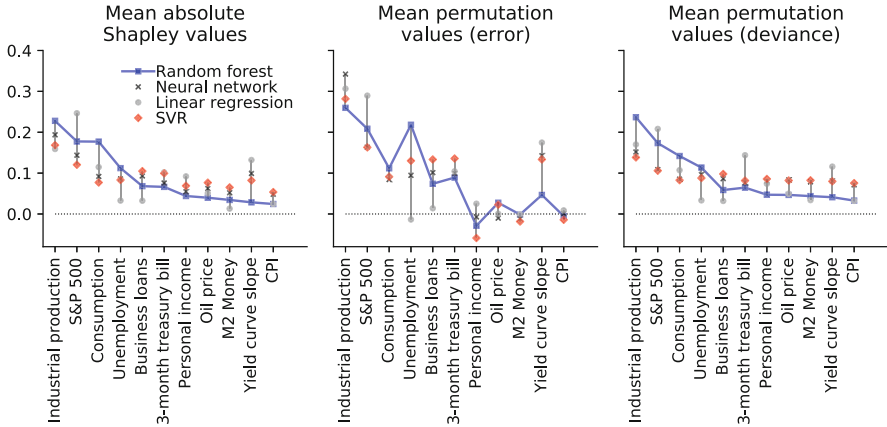 Mean absolute
Shapley values
Mean permutation
values (error)
Mean permutation
values (deviance)
0.4
0.3
0.2
0.1
0.0
Random forest
Neural network
Linear regression
SVR
Industrial production
S&P 500
Consumption
Unemployment
Business loans
3-month treasury bill
Personal income
Oil price
M2 Money
Yield curve slope
CPI
Industrial production
S&P 500
Consumption
Unemployment
Business loans
3-month treasury bill
Personal income
Oil price
M2 Money
Yield curve slope
CPI
Industrial production
S&P 500
Consumption
Unemployment
Business loans
3-month treasury bill
Personal income
Oil price
M2 Money
Yield curve slope
CPI